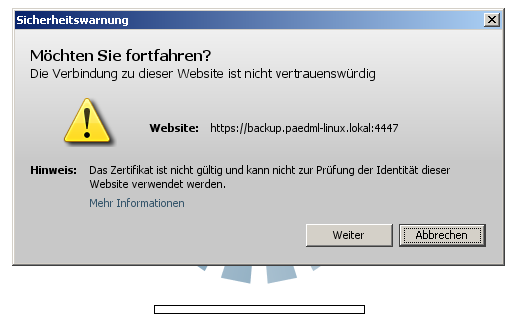 Sicherheitswarnung
Möchten Sie fortfahren?
Die Verbindung zu dieser Website ist nicht vertrauenswürdig
Website: https://backup.paedml-linux.lokal:4447
Hinweis: Das Zertifikat ist nicht gültig und kann nicht zur Prüfung der Identität dieser
Website verwendet werden.
Mehr Informationen
Weiter Abbrechen